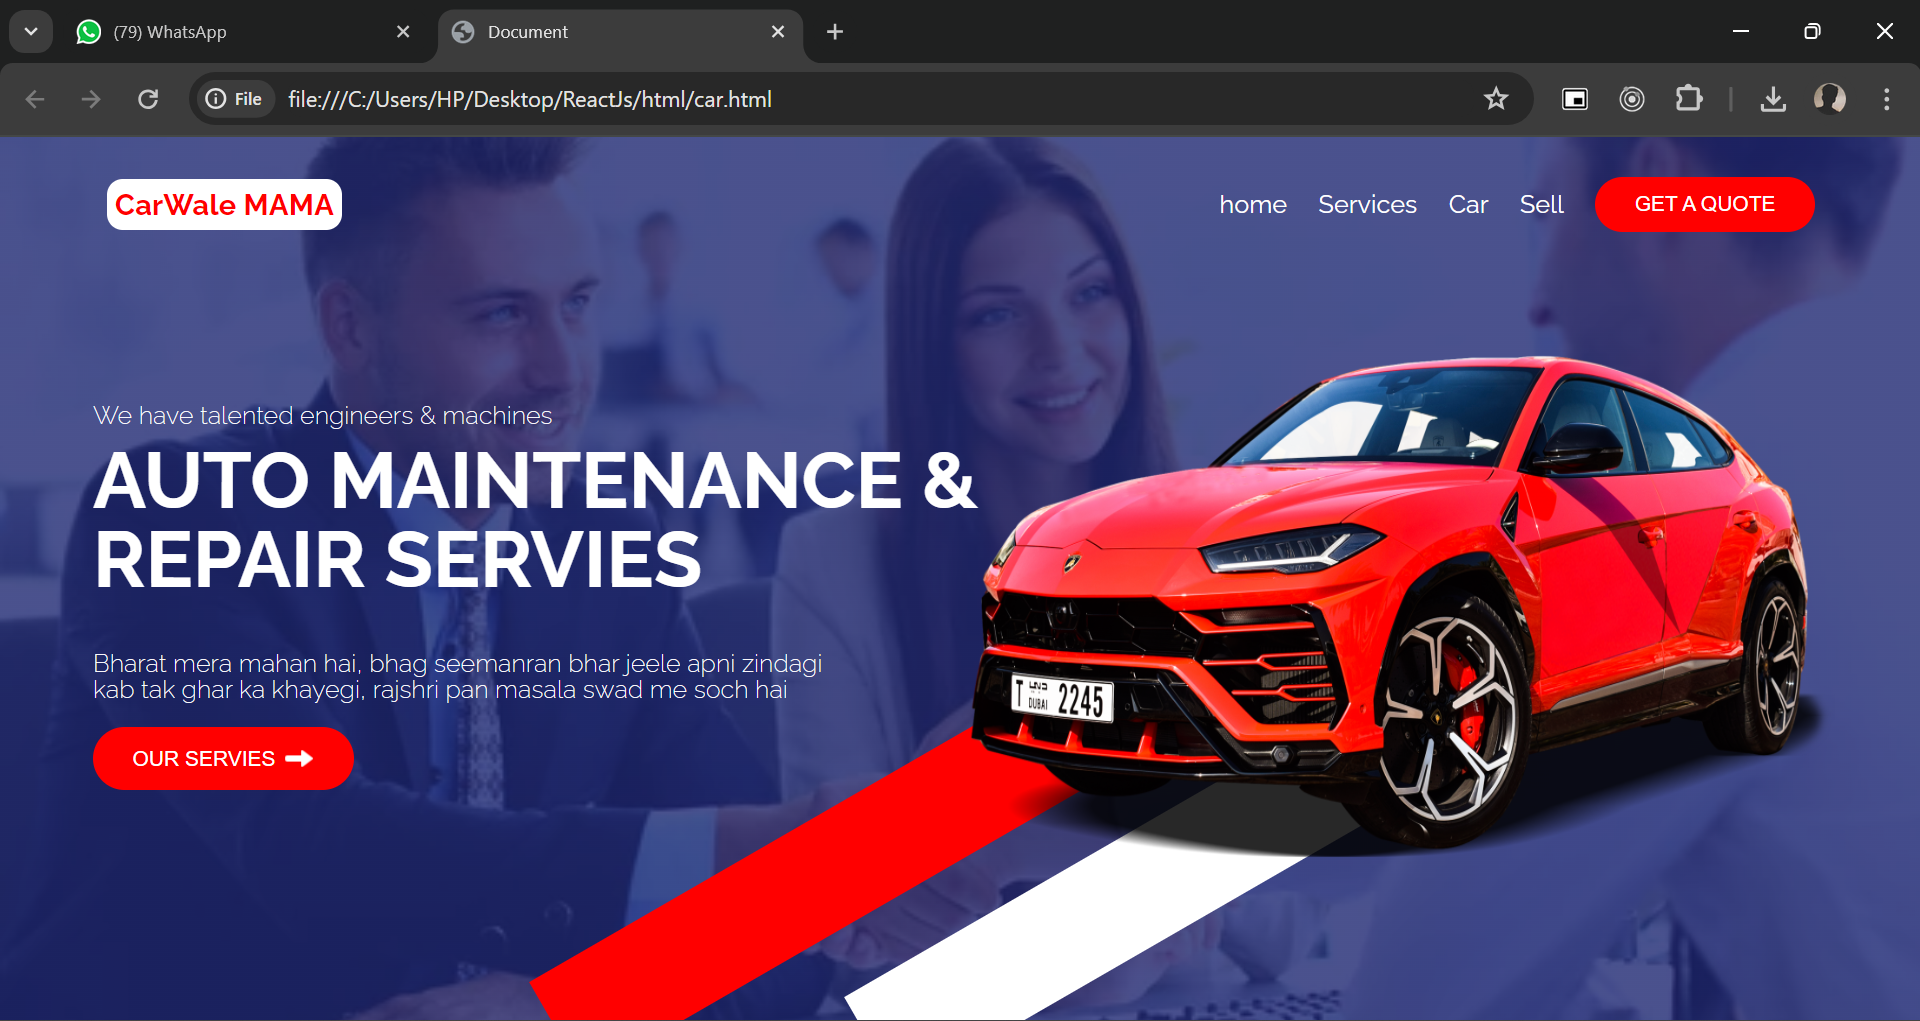 (79) WhatsApp
Document
File
file:///C:/Users/HP/Desktop/ReactJs/html/car.html
CarWale MAMA
home
Services
Car
Sell
GET A QUOTE
We have talented engineers & machines
AUTO MAINTENANCE &
REPAIR SERVIES
Bharat mera mahan hai, bhag seemanran bhar jeele apni zindagi
kab tak ghar ka khayegi, rajshri pan masala swad me soch hai
OUR SERVIES
T DUBAI 2245